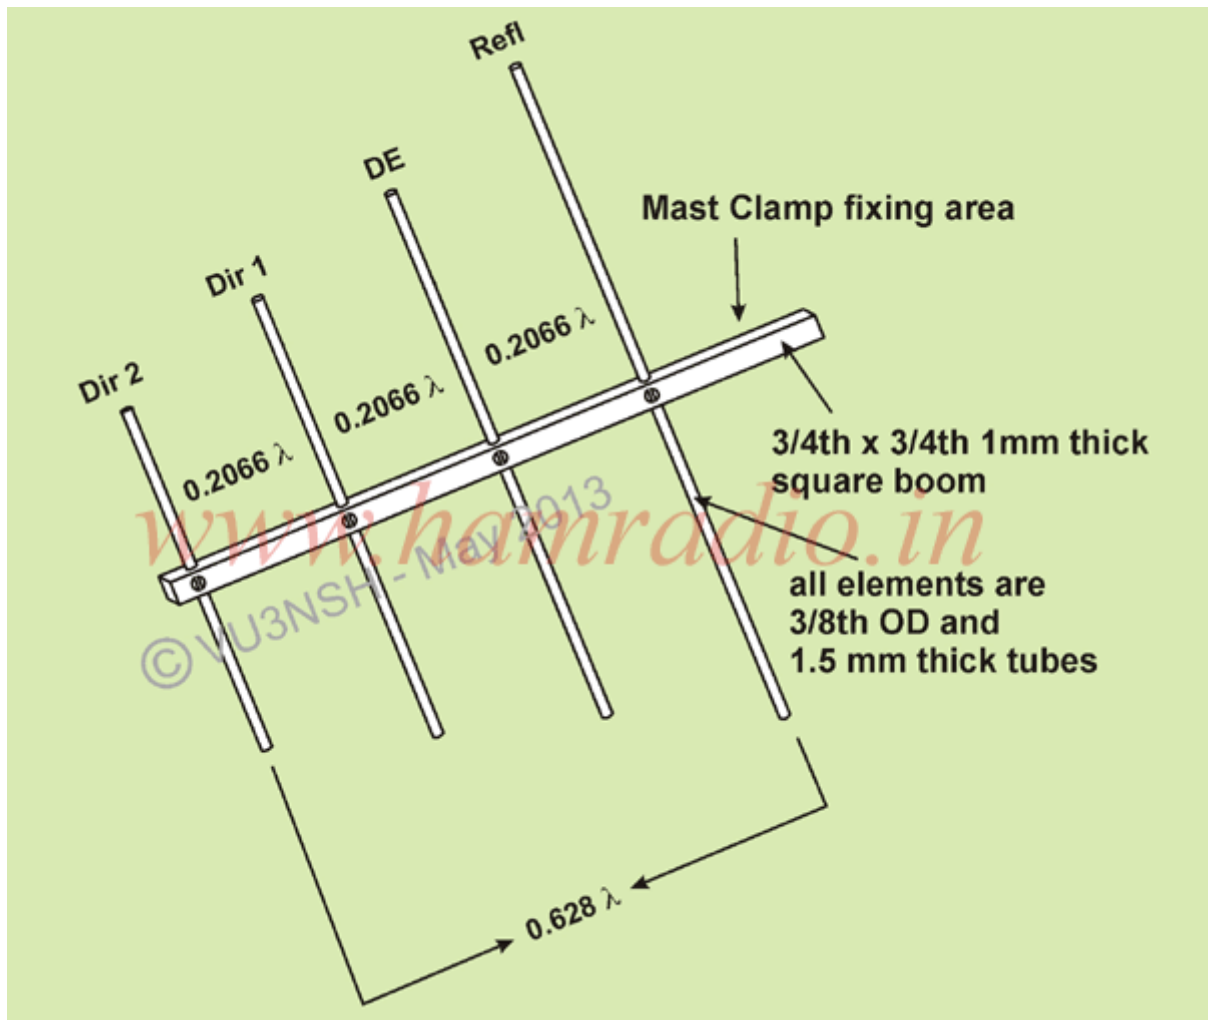 Refl
DE
Mast Clamp fixing area
Dir 1
0.2066 λ
Dir 2
0.2066 λ
0.2066 λ
3/4th x 3/4th 1mm thick
square boom
www.hamradio.in
© VU3NSH - May 2013
all elements are
3/8th OD and
1.5 mm thick tubes
0.628 λ